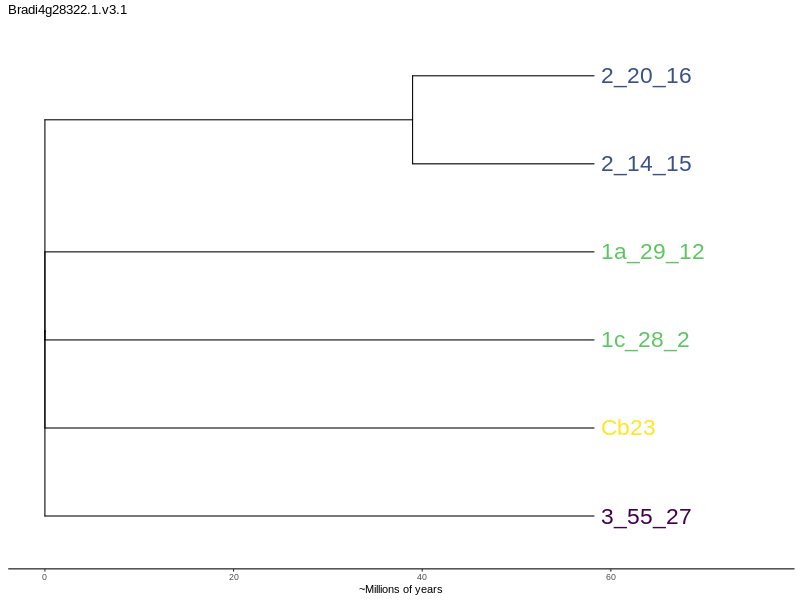 Bradi4g28322.1.v3.1
2_20_16
2_14_15
1a_29_12
1c_28_2
Cb23
3_55_27
0 20 40 60
~Millions of years